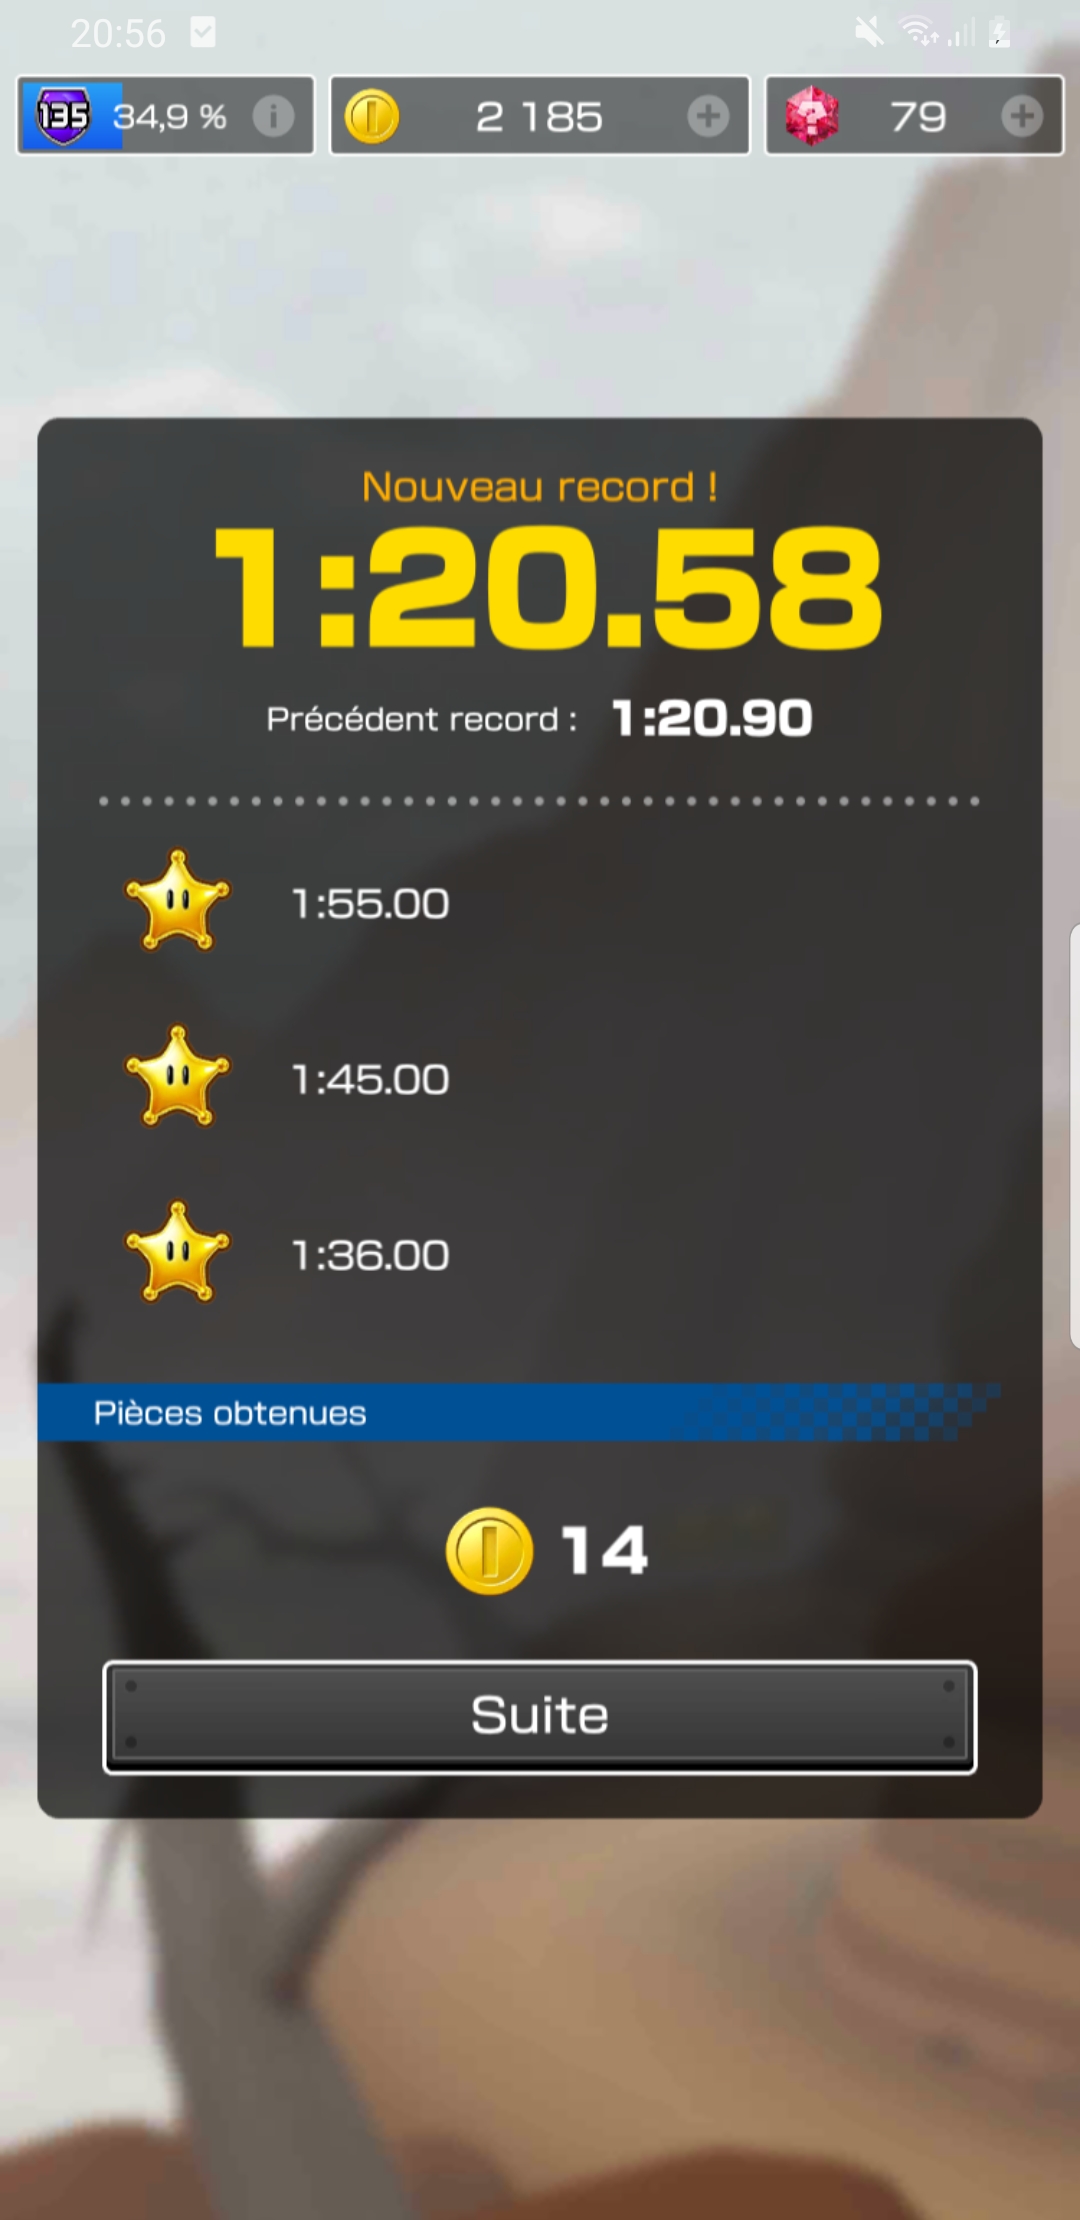 20:56
135 34,9 % i 2 185 + ? 79 +
Nouveau record !
1:20.58
Précédent record : 1:20.90
1:55.00
1:45.00
1:36.00
Pièces obtenues
14
Suite